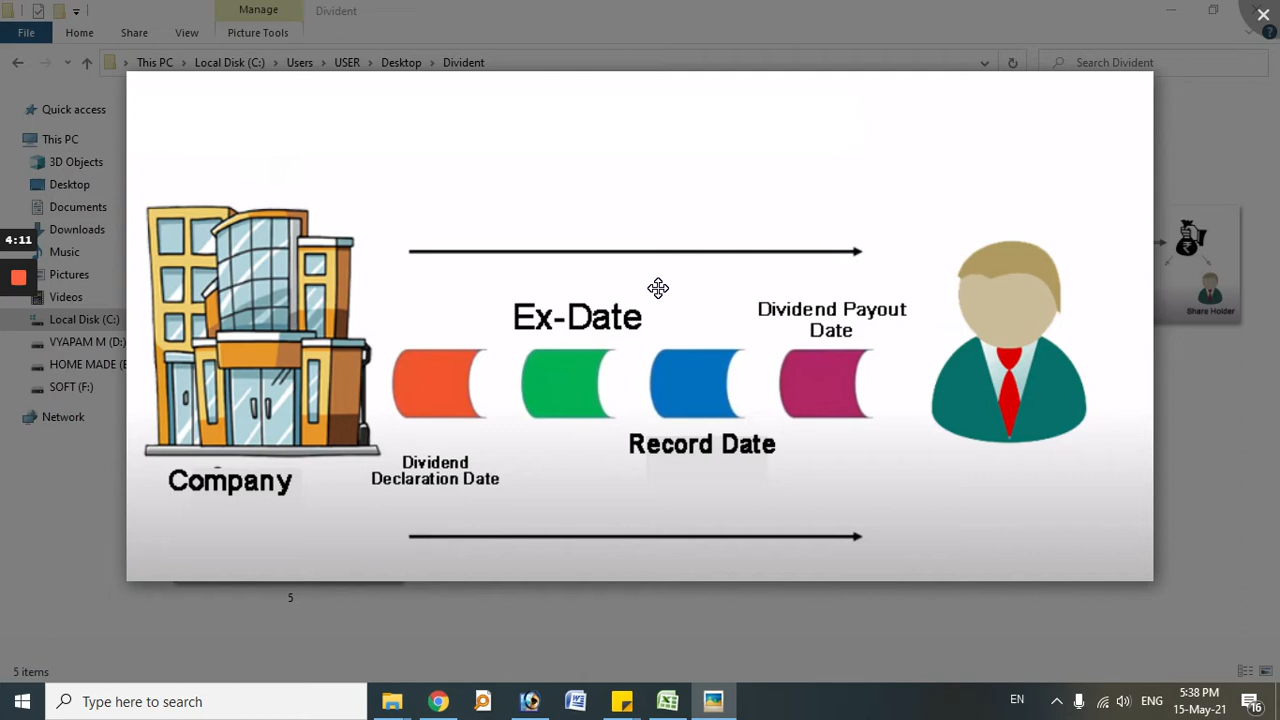 Manage
Divident
File
Home
Share
View
Picture Tools
This PC
Local Disk (C:)
Users
USER
Desktop
Divident
Search Divident
Quick access
This PC
3D Objects
Desktop
Documents
Downloads
Music
Pictures
Videos
Local Disk (C:)
VYAPAM M (D:)
HOME MADE (E
SOFT (F:)
Network
4:11
Ex-Date
Dividend Payout
Date
Record Date
Dividend
Declaration Date
Company
Share Holder
5
5 items
Type here to search
EN
ENG
5:38 PM
15-May-21
16